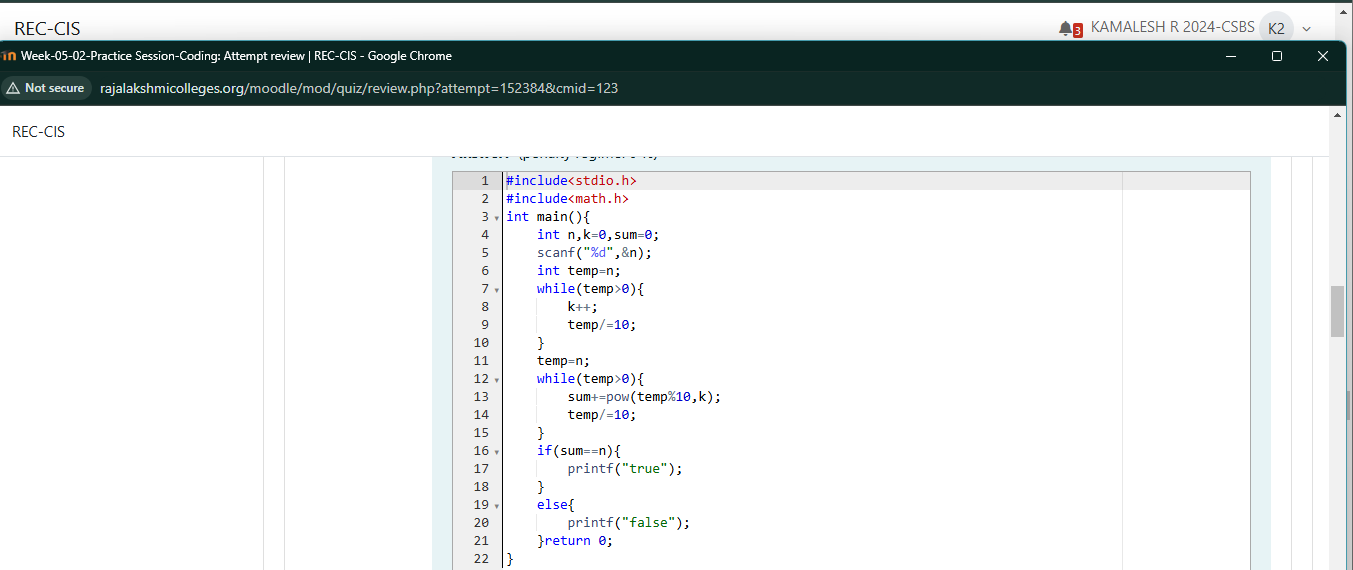 REC-CIS
3 KAMALESH R 2024-CSBS K2
Week-05-02-Practice Session-Coding: Attempt review | REC-CIS - Google Chrome
Not secure rajalakshmicolleges.org/moodle/mod/quiz/review.php?attempt=152384&cmid=123
REC-CIS
1 #include<stdio.h>
2 #include<math.h>
3 int main(){
4 int n,k=0,sum=0;
5 scanf("%d",&n);
6 int temp=n;
7 while(temp>0){
8 k++;
9 temp/=10;
10 }
11 temp=n;
12 while(temp>0){
13 sum+=pow(temp%10,k);
14 temp/=10;
15 }
16 if(sum==n){
17 printf("true");
18 }
19 else{
20 printf("false");
21 }return 0;
22 }